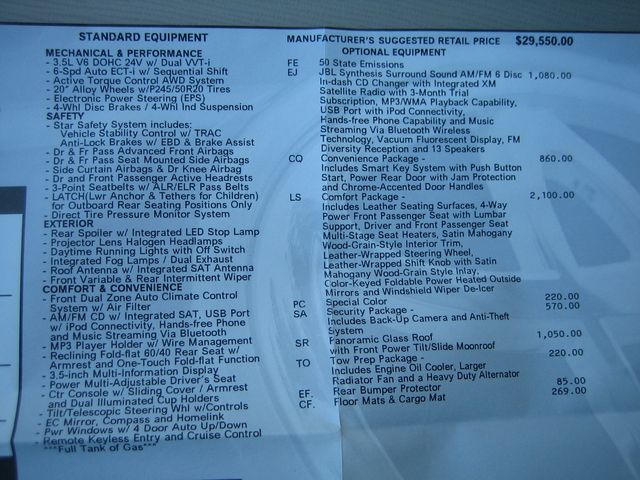 STANDARD EQUIPMENT
MECHANICAL & PERFORMANCE
- 3.5L V6 DOHC 24V w/ Dual VVT-i
- 6-Spd Auto ECT-i w/ Sequential Shift
- Active Torque Control AWD System
- 20" Alloy Wheels w/P245/50R20 Tires
- Electronic Power Steering (EPS)
- 4-Whl Disc Brakes / 4-Whl Ind Suspension
SAFETY
- Star Safety System includes:
Vehicle Stability Control w/ TRAC
Anti-Lock Brakes w/ EBD & Brake Assist
- Dr & Fr Pass Advanced Front Airbags
- Dr & Fr Pass Seat Mounted Side Airbags
- Side Curtain Airbags & Dr Knee Airbag
- Dr and Front Passenger Active Headrests
- 3-Point Seatbelts w/ ALR/ELR Pass Belts
- LATCH(Lwr Anchor & Tethers for Children)
for Outboard Rear Seating Positions Only
- Direct Tire Pressure Monitor System
EXTERIOR
- Rear Spoiler w/ Integrated LED Stop Lamp
- Projector Lens Halogen Headlamps
- Daytime Running Lights with Off Switch
- Integrated Fog Lamps / Dual Exhaust
- Roof Antenna w/ Integrated SAT Antenna
- Front Variable & Rear Intermittent Wiper
COMFORT & CONVENIENCE
- Front Dual Zone Auto Climate Control
System w/ Air Filter
- AM/FM CD w/ Integrated SAT, USB Port
w/ iPod Connectivity, Hands-free Phone
and Music Streaming Via Bluetooth
- MP3 Player Holder w/ Wire Management
- Reclining Fold-flat 60/40 Rear Seat w/
Armrest and One-Touch Fold-flat Function
- 3.5-inch Multi-Information Display
- Power Multi-Adjustable Driver's Seat
- Ctr Console w/ Sliding Cover / Armrest
and Dual Illuminated Cup Holders
- Tilt/Telescopic Steering Whl w/Controls
- EC Mirror, Compass and Homelink
- Pwr Windows w/ 4 Door Auto Up/Down
- Remote Keyless Entry and Cruise Control
***Full Tank of Gas***
MANUFACTURER'S SUGGESTED RETAIL PRICE $29,550.00
OPTIONAL EQUIPMENT
FE 50 State Emissions
EJ JBL Synthesis Surround Sound AM/FM 6 Disc 1,080.00
In-dash CD Changer with Integrated XM
Satellite Radio with 3-Month Trial
Subscription, MP3/WMA Playback Capability,
USB Port with iPod Connectivity,
Hands-free Phone Capability and Music
Streaming Via Bluetooth Wireless
Technology, Vacuum Fluorescent Display, FM
Diversity Reception and 13 Speakers
CQ Convenience Package - 860.00
Includes Smart Key System with Push Button
Start, Power Rear Door with Jam Protection
and Chrome-Accented Door Handles
LS Comfort Package - 2,100.00
Includes Leather Seating Surfaces, 4-Way
Power Front Passenger Seat with Lumbar
Support, Driver and Front Passenger Seat
Multi-Stage Seat Heaters, Satin Mahogany
Wood-Grain-Style Interior Trim,
Leather-Wrapped Steering Wheel,
Leather-Wrapped Shift Knob with Satin
Mahogany Wood-Grain Style Inlay,
Color-Keyed Foldable Power Heated Outside
Mirrors and Windshield Wiper De-Icer
PC Special Color 220.00
SA Security Package - 570.00
Includes Back-Up Camera and Anti-Theft
System
SR Panoramic Glass Roof 1,050.00
with Front Power Tilt/Slide Moonroof
TO Tow Prep Package - 220.00
Includes Engine Oil Cooler, Larger
Radiator Fan and a Heavy Duty Alternator
EF. Rear Bumper Protector 85.00
CF. Floor Mats & Cargo Mat 269.00